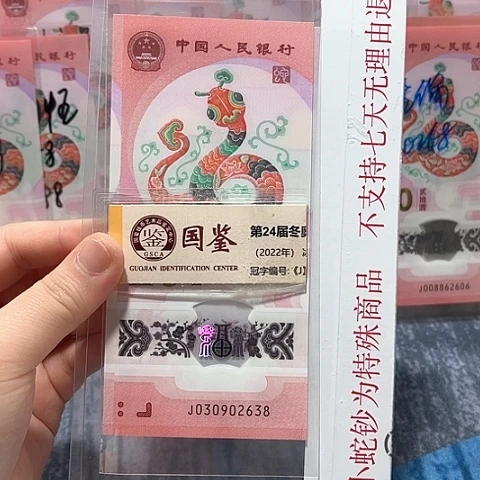 中国人民银行
国鉴
GSCA
GUOJIAN IDENTIFICATION CENTER
第24届冬
(2022年)
冠字编号:《J》
J030902638
不支持七天无理由退
小蛇钞为特殊商品
J008862606